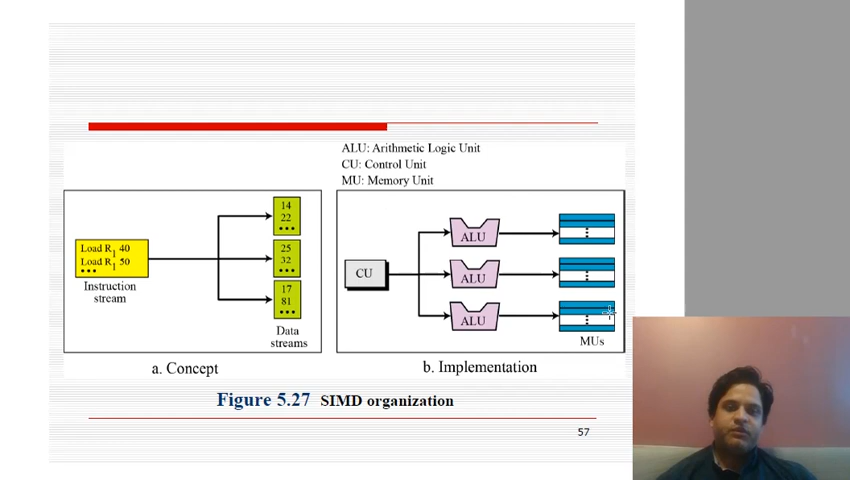 ALU: Arithmetic Logic Unit
CU: Control Unit
MU: Memory Unit
Load R1 40
Load R1 50
•••
Instruction
stream
14
22
•••
25
32
•••
17
81
•••
Data
streams
a. Concept
CU
ALU
ALU
ALU
MUs
b. Implementation
Figure 5.27 SIMD organization
57